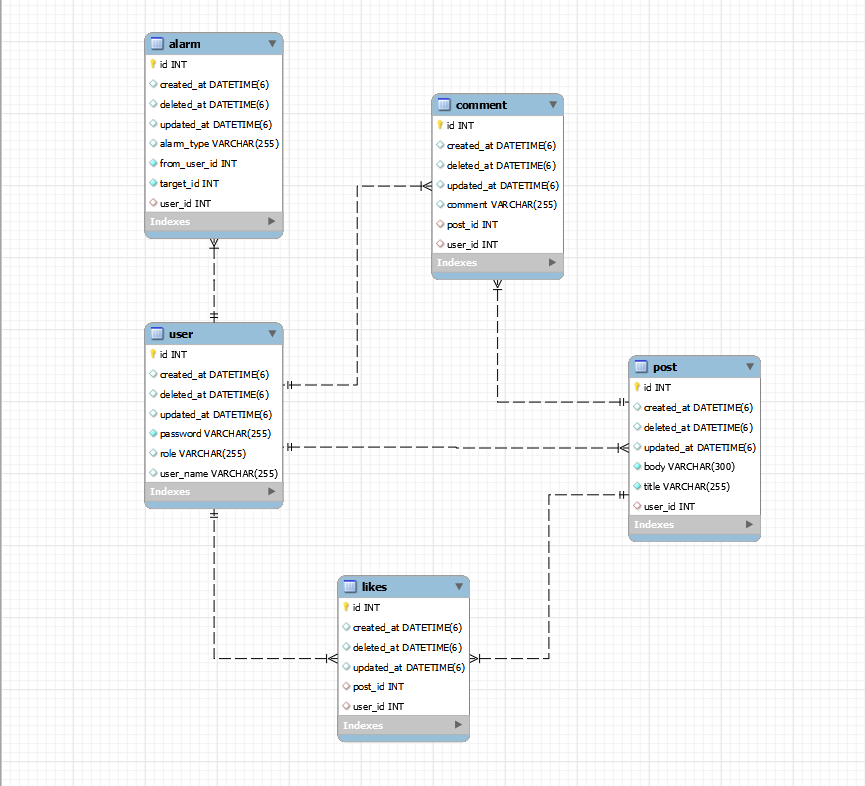 alarm
id INT
created_at DATETIME(6)
deleted_at DATETIME(6)
updated_at DATETIME(6)
alarm_type VARCHAR(255)
from_user_id INT
target_id INT
user_id INT
Indexes
comment
id INT
created_at DATETIME(6)
deleted_at DATETIME(6)
updated_at DATETIME(6)
comment VARCHAR(255)
post_id INT
user_id INT
Indexes
user
id INT
created_at DATETIME(6)
deleted_at DATETIME(6)
updated_at DATETIME(6)
password VARCHAR(255)
role VARCHAR(255)
user_name VARCHAR(255)
Indexes
post
id INT
created_at DATETIME(6)
deleted_at DATETIME(6)
updated_at DATETIME(6)
body VARCHAR(300)
title VARCHAR(255)
user_id INT
Indexes
likes
id INT
created_at DATETIME(6)
deleted_at DATETIME(6)
updated_at DATETIME(6)
post_id INT
user_id INT
Indexes